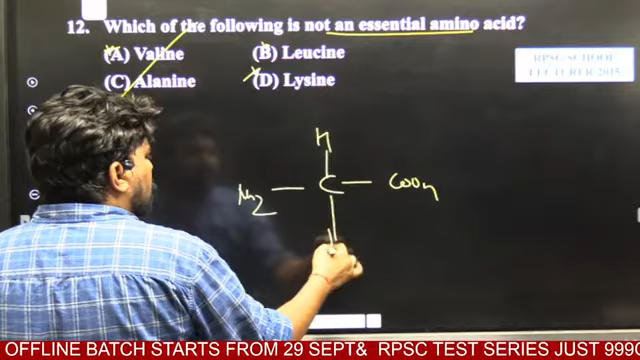 12. Which of the following is not an essential amino acid?
(A) Valine (B) Leucine
(C) Alanine (D) Lysine
RPSC SCHOOL
LECTURER 2015
H
NH2 C COOH
OFFLINE BATCH STARTS FROM 29 SEPT& RPSC TEST SERIES JUST 999